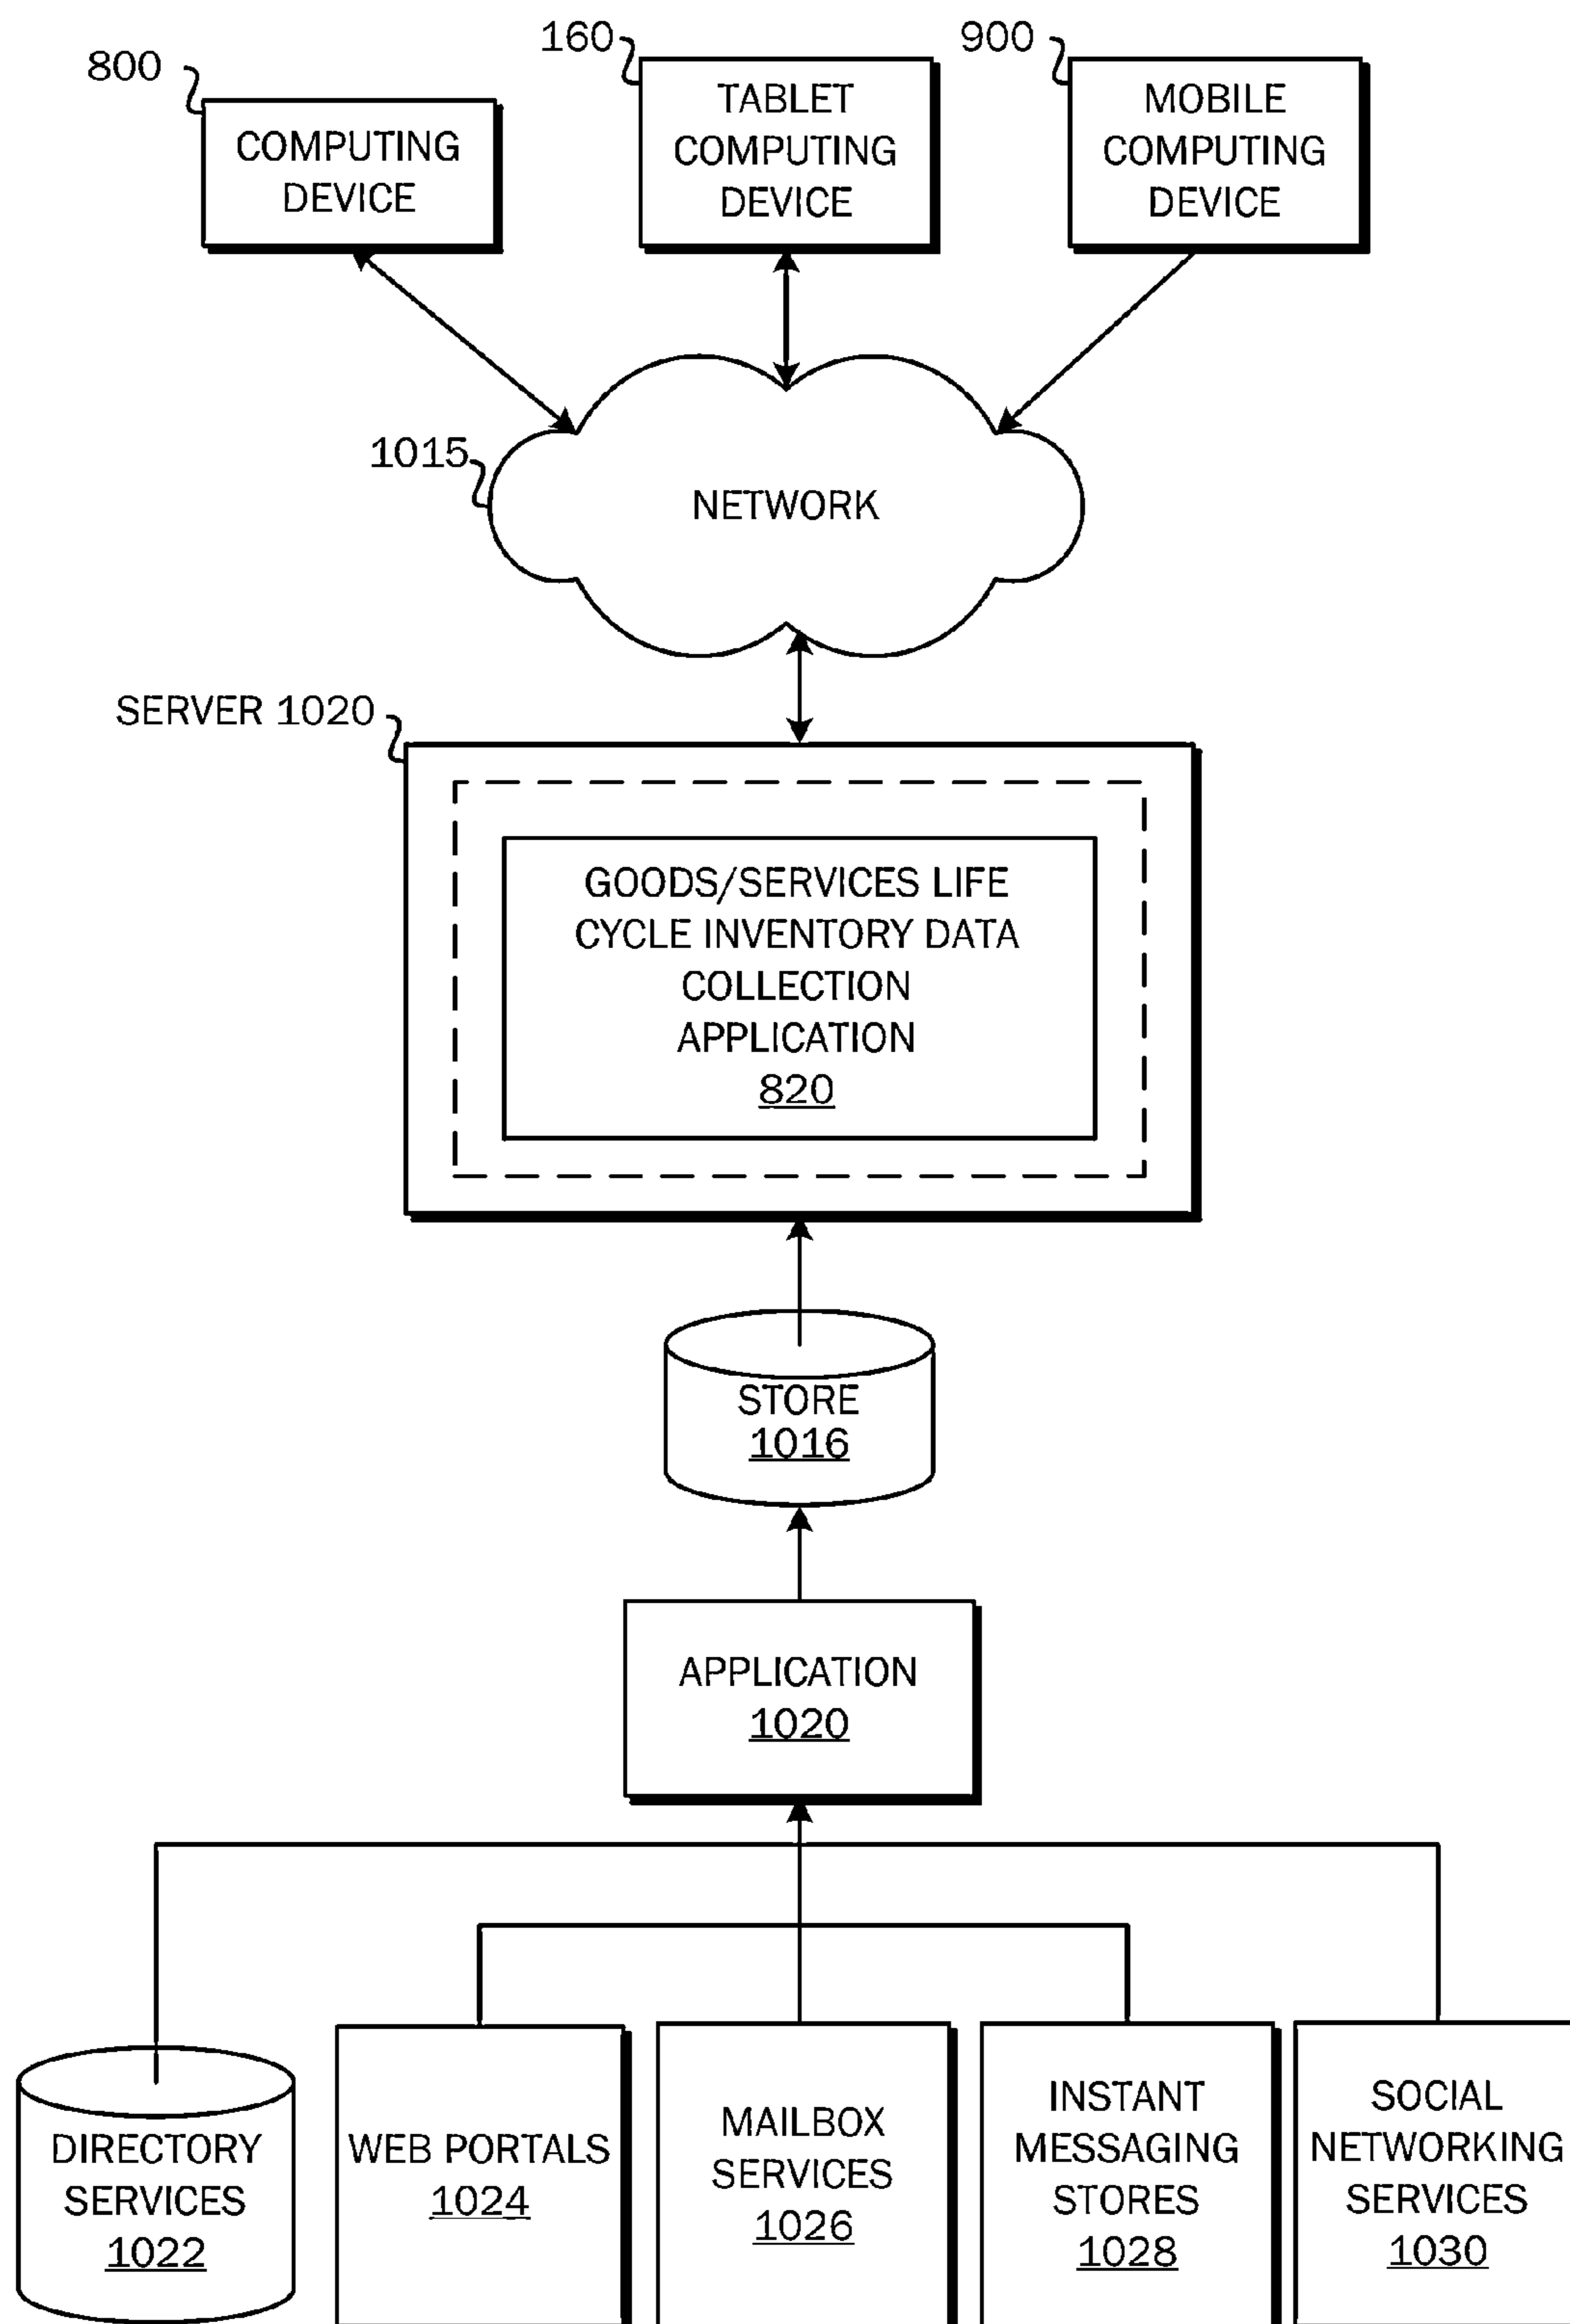 800
160
900
COMPUTING
DEVICE
TABLET
COMPUTING
DEVICE
MOBILE
COMPUTING
DEVICE
1015
NETWORK
SERVER 1020
GOODS/SERVICES LIFE
CYCLE INVENTORY DATA
COLLECTION
APPLICATION
820
STORE
1016
APPLICATION
1020
DIRECTORY
SERVICES
1022
WEB PORTALS
1024
MAILBOX
SERVICES
1026
INSTANT
MESSAGING
STORES
1028
SOCIAL
NETWORKING
SERVICES
1030